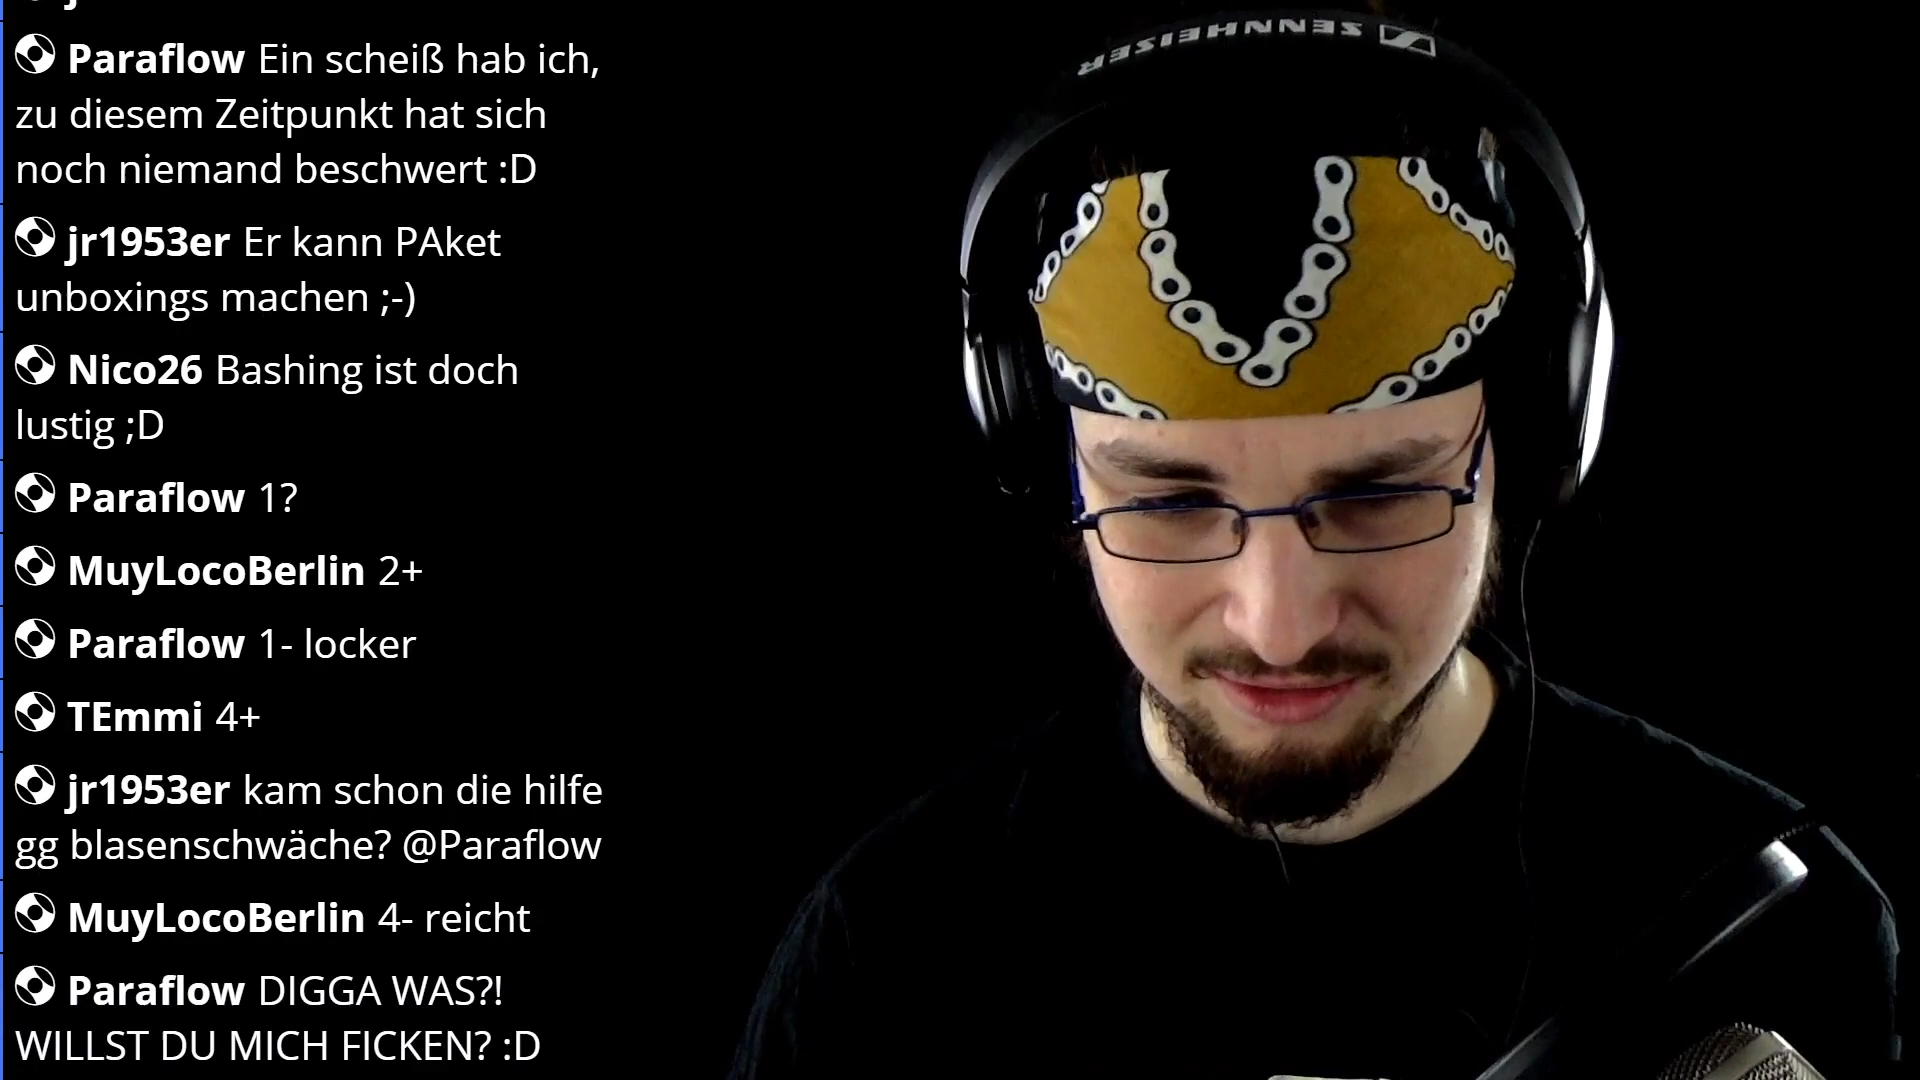 Paraflow Ein scheiß hab ich,
zu diesem Zeitpunkt hat sich
noch niemand beschwert :D
jr1953er Er kann PAket
unboxings machen ;-)
Nico26 Bashing ist doch
lustig ;D
Paraflow 1?
MuyLocoBerlin 2+
Paraflow 1- locker
TEmmi 4+
jr1953er kam schon die hilfe
gg blasenschwäche? @Paraflow
MuyLocoBerlin 4- reicht
Paraflow DIGGA WAS?!
WILLST DU MICH FICKEN? :D
SENNHEISER